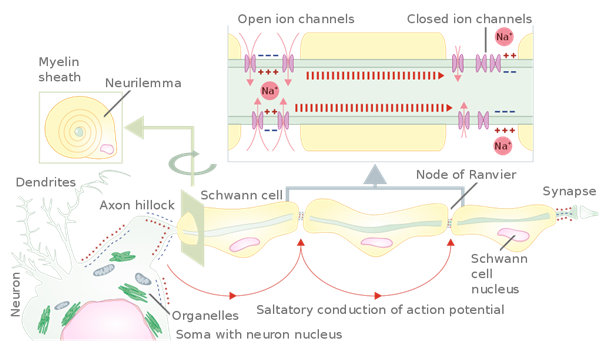 Open ion channels
Closed ion channels
Na⁺
Myelin
sheath
Neurilemma
−−−
−−
+++
++
Na⁺
++
−−−
−−−
+++
Na⁺
Dendrites
Axon hillock
Schwann cell
Node of Ranvier
Synapse
Neuron
Schwann
cell
nucleus
Organelles
Saltatory conduction of action potential
Soma with neuron nucleus